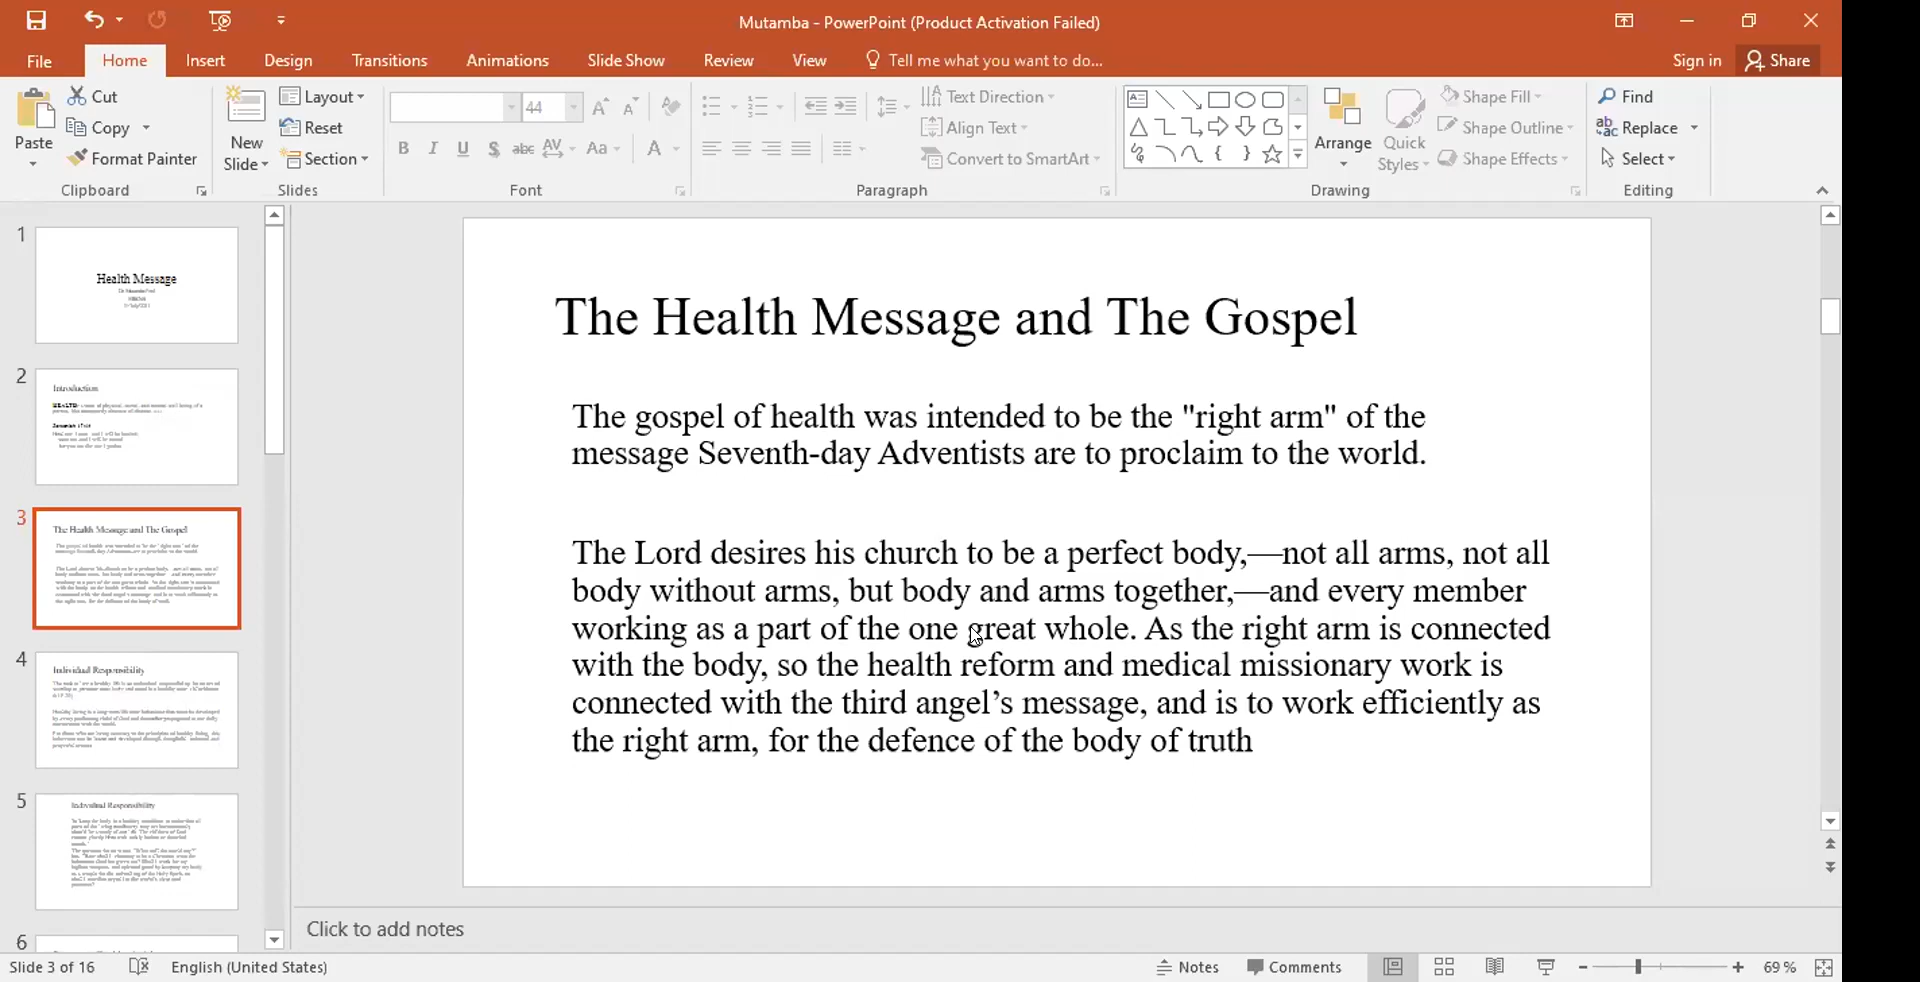 Mutamba - PowerPoint (Product Activation Failed)
File Home Insert Design Transitions Animations Slide Show Review View Tell me what you want to do... Sign in Share
Paste Cut Copy Format Painter Clipboard
New Slide Layout Reset Section Slides
44
B I U S abc AV Aa A Font
Text Direction Align Text Convert to SmartArt Paragraph
Arrange Quick Styles Shape Fill Shape Outline Shape Effects Drawing
Find Replace Select Editing
1
Health Message
2
Introduction
3
The Health Message and The Gospel
4
Individual Responsibility
5
Individual Responsibility
6
The Health Message and The Gospel
The gospel of health was intended to be the "right arm" of the
message Seventh-day Adventists are to proclaim to the world.
The Lord desires his church to be a perfect body,—not all arms, not all
body without arms, but body and arms together,—and every member
working as a part of the one great whole. As the right arm is connected
with the body, so the health reform and medical missionary work is
connected with the third angel’s message, and is to work efficiently as
the right arm, for the defence of the body of truth
Click to add notes
Slide 3 of 16 English (United States) Notes Comments 69 %